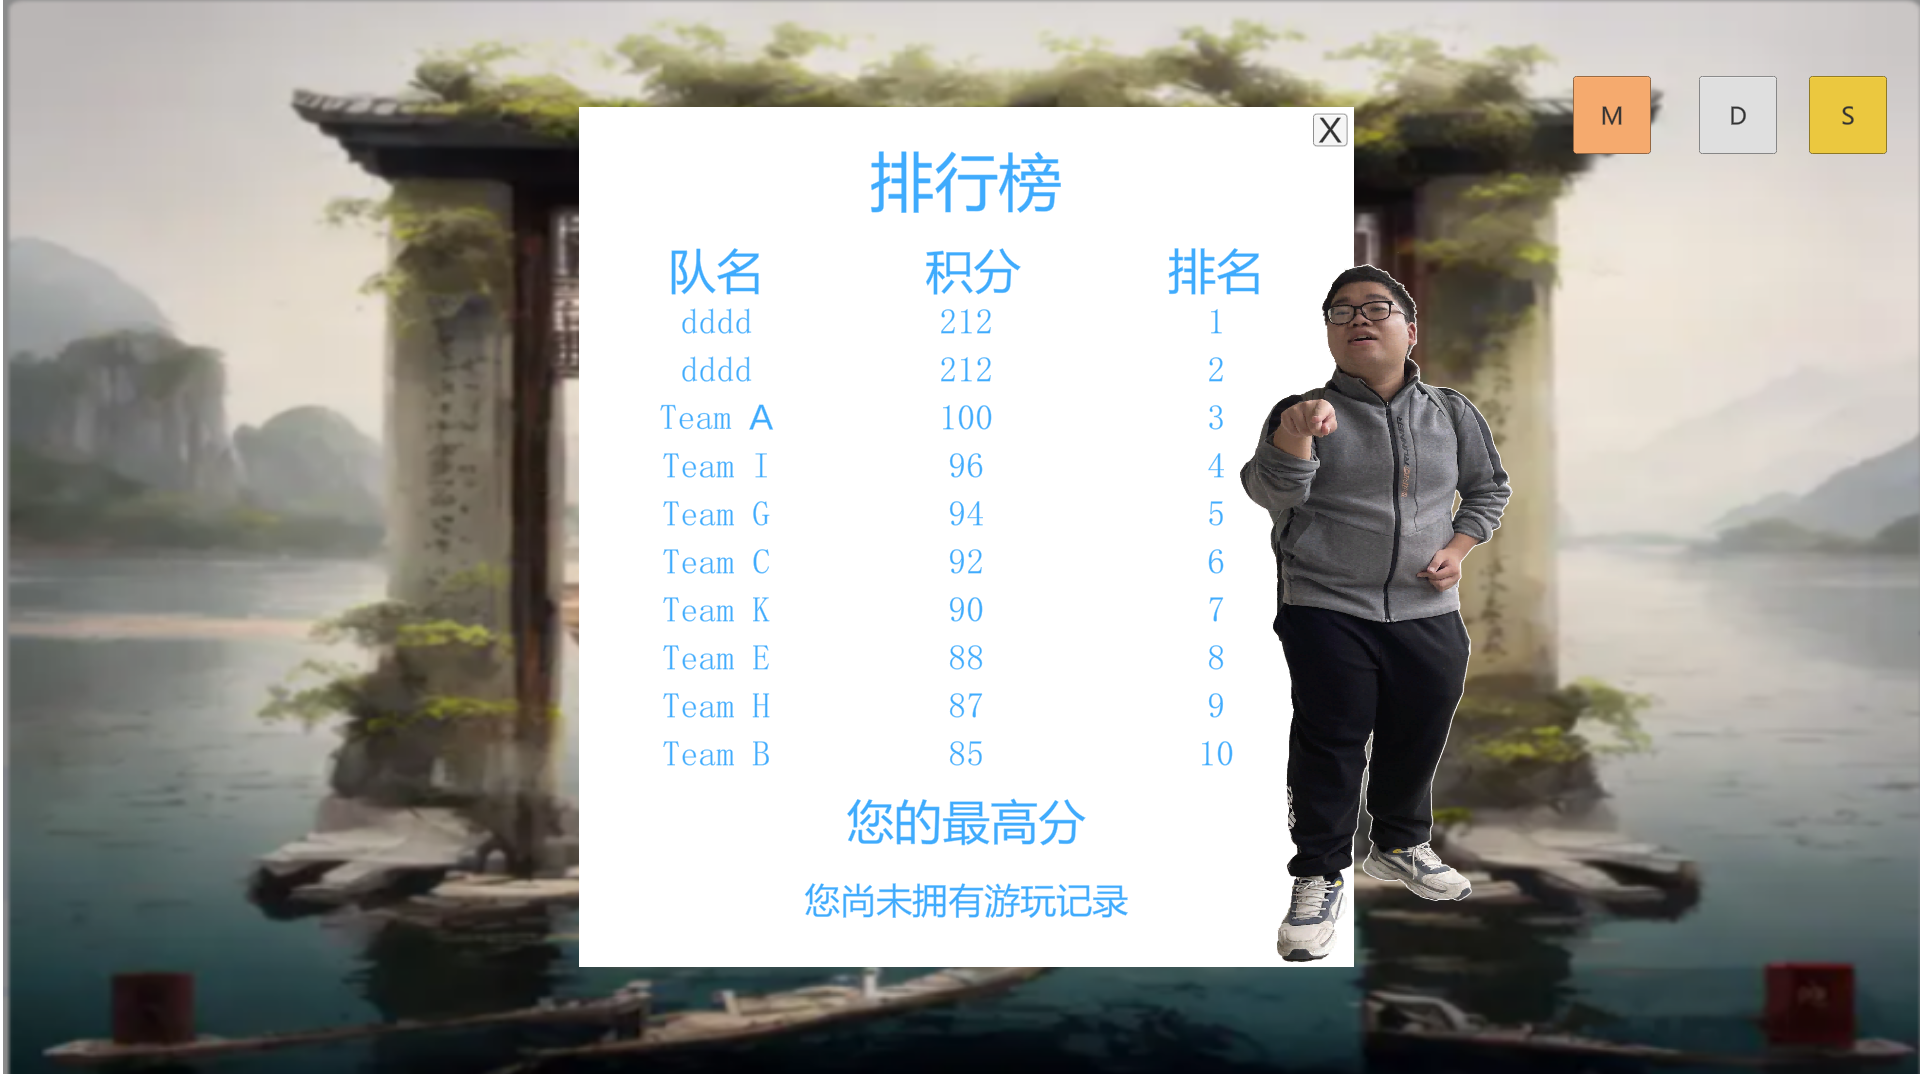 M D S
X
排行榜
队名 积分 排名
dddd 212 1
dddd 212 2
Team A 100 3
Team I 96 4
Team G 94 5
Team C 92 6
Team K 90 7
Team E 88 8
Team H 87 9
Team B 85 10
您的最高分
您尚未拥有游玩记录